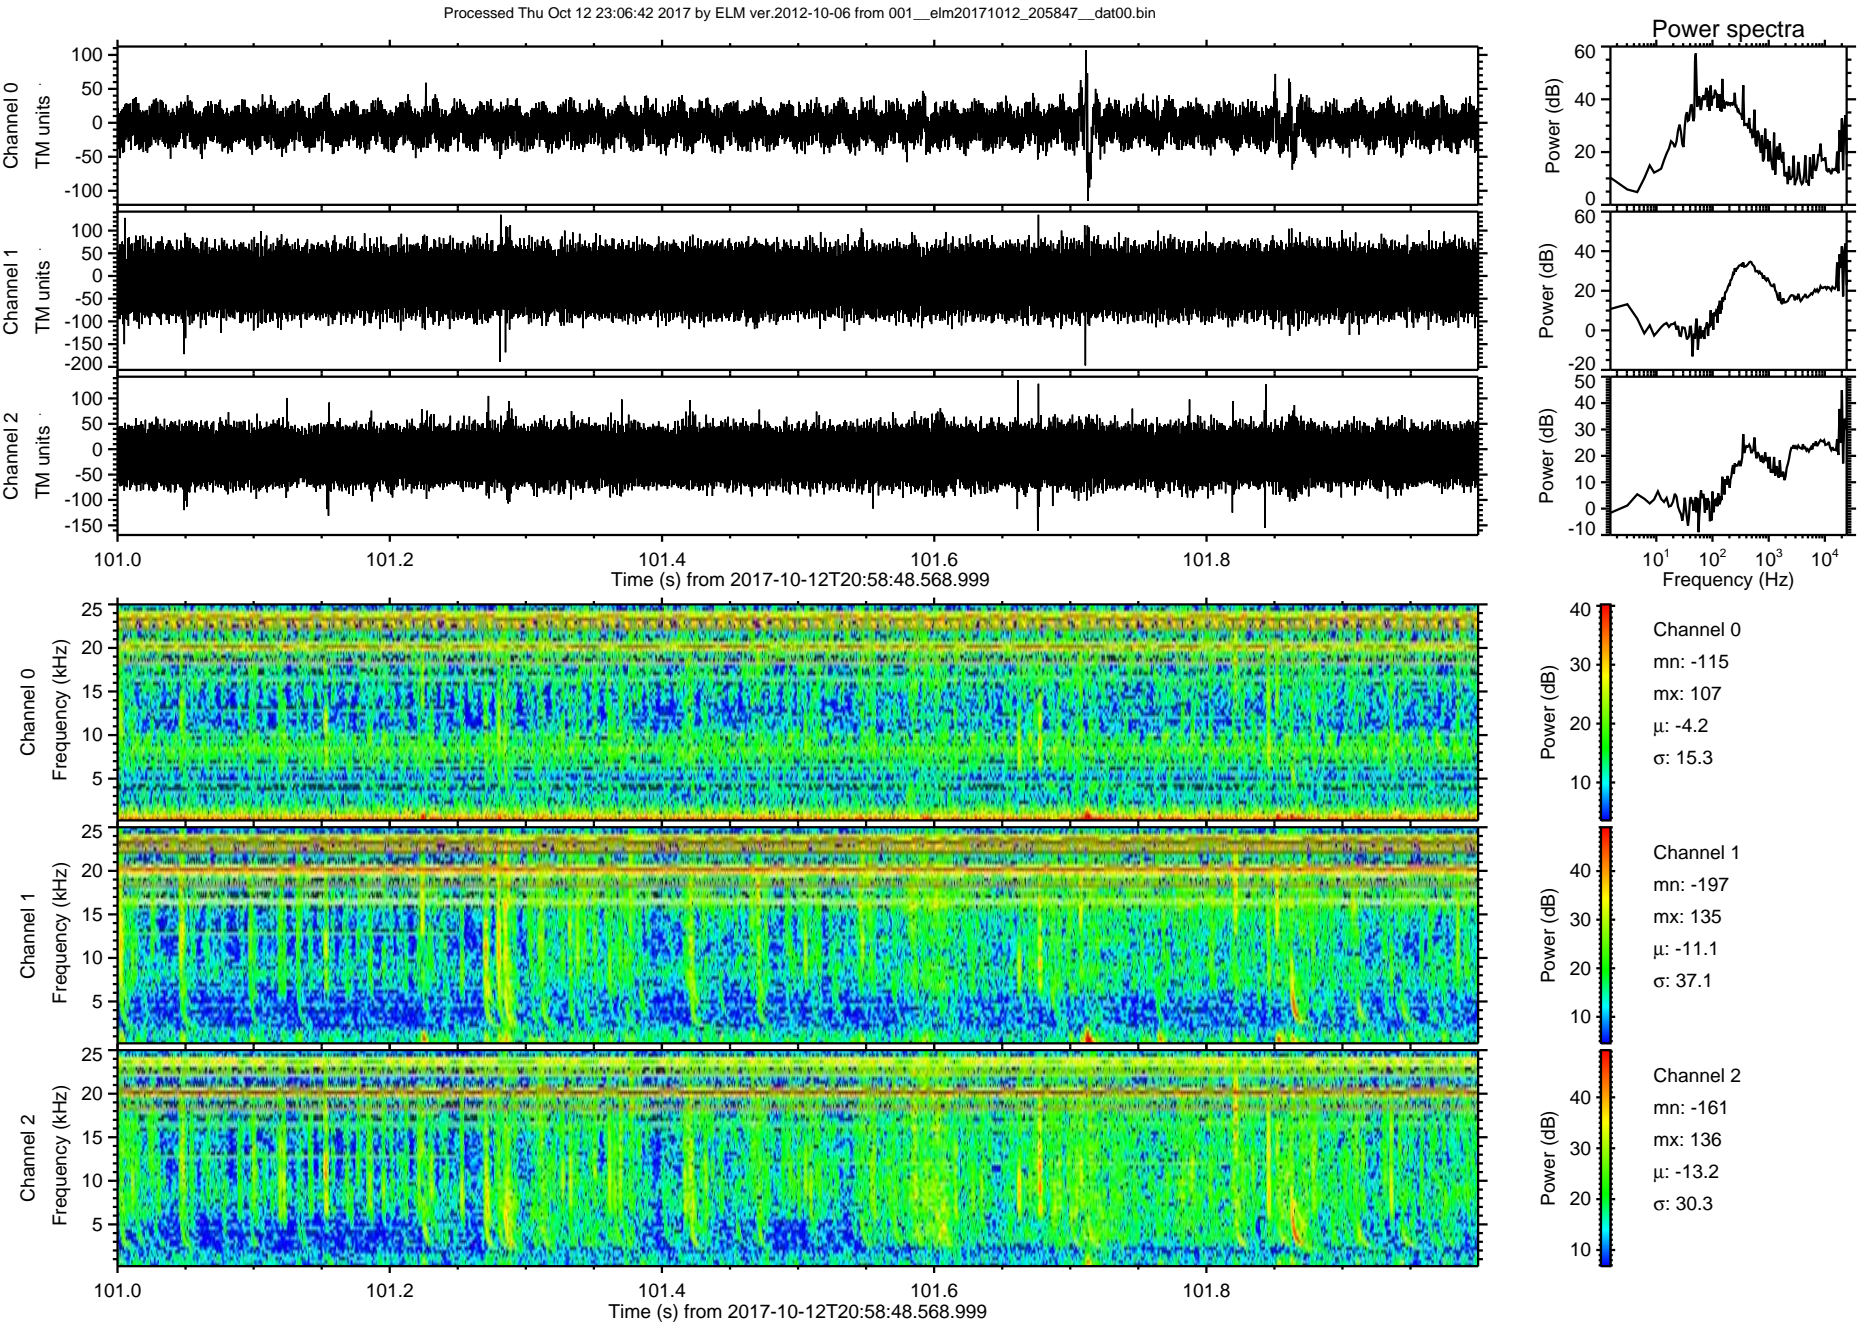 Processed Thu Oct 12 23:06:42 2017 by ELM ver.2012-10-06 from 001__elm20171012_205847__dat00.bin
Power spectra
Channel 0
TM units
100
50
0
-50
-100
Power (dB)
60
40
20
0
Channel 1
TM units
100
50
0
-50
-100
-150
-200
Power (dB)
60
40
20
0
-20
Channel 2
TM units
100
50
0
-50
-100
-150
Power (dB)
50
40
30
20
10
0
-10
101.0 101.2 101.4 101.6 101.8
Time (s) from 2017-10-12T20:58:48.568.999
10¹ 10² 10³ 10⁴
Frequency (Hz)
Channel 0
Frequency (kHz)
25
20
15
10
5
Power (dB)
40
30
20
10
Channel 0
mn: -115
mx: 107
μ: -4.2
σ: 15.3
Channel 1
Frequency (kHz)
25
20
15
10
5
Power (dB)
40
30
20
10
Channel 1
mn: -197
mx: 135
μ: -11.1
σ: 37.1
Channel 2
Frequency (kHz)
25
20
15
10
5
Power (dB)
40
30
20
10
Channel 2
mn: -161
mx: 136
μ: -13.2
σ: 30.3
101.0 101.2 101.4 101.6 101.8
Time (s) from 2017-10-12T20:58:48.568.999